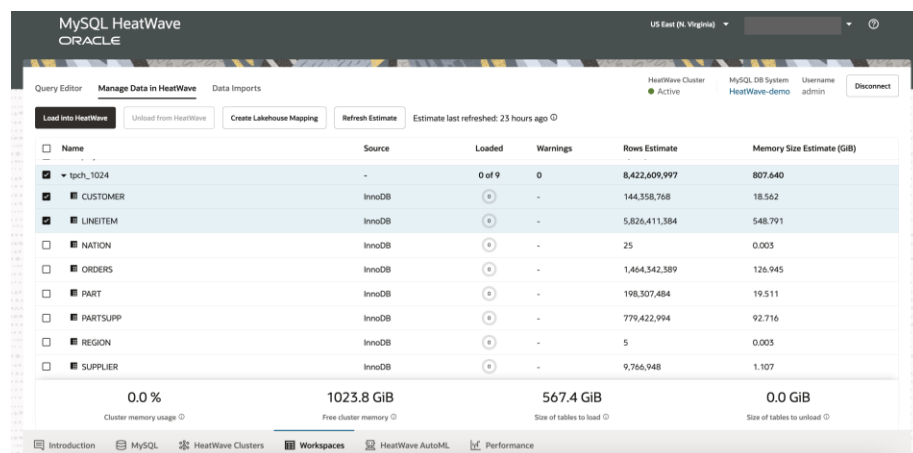 MySQL HeatWave
ORACLE
US East (N. Virginia)
Query Editor Manage Data in HeatWave Data Imports
HeatWave Cluster MySQL DB System Username
Active HeatWave-demo admin Disconnect
Load into HeatWave Unload from HeatWave Create Lakehouse Mapping Refresh Estimate Estimate last refreshed: 23 hours ago
Name Source Loaded Warnings Rows Estimate Memory Size Estimate (GiB)
tpch_1024 - 0 of 9 0 8,422,609,997 807.640
CUSTOMER InnoDB 0 - 144,358,768 18.562
LINEITEM InnoDB 0 - 5,826,411,384 548.791
NATION InnoDB 0 - 25 0.003
ORDERS InnoDB 0 - 1,464,342,389 126.945
PART InnoDB 0 - 198,307,484 19.511
PARTSUPP InnoDB 0 - 779,422,994 92.716
REGION InnoDB 0 - 5 0.003
SUPPLIER InnoDB 0 - 9,766,948 1.107
0.0 % 1023.8 GiB 567.4 GiB 0.0 GiB
Cluster memory usage Free cluster memory Size of tables to load Size of tables to unload
Introduction MySQL HeatWave Clusters Workspaces HeatWave AutoML Performance